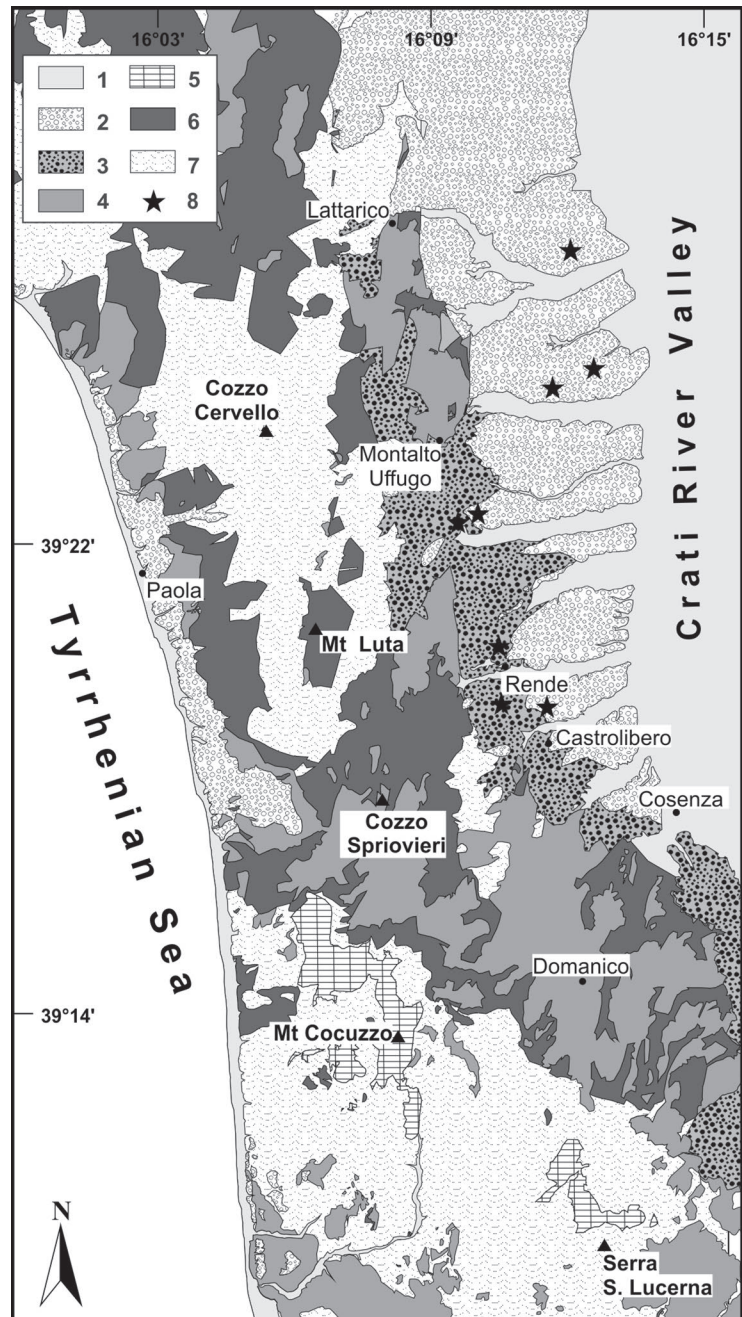 16°03'
16°09'
16°15'
1
5
2
6
3
7
4
8
Lattarico
Crati River Valley
Cozzo
Cervello
Montalto
Uffugo
39°22'
Paola
Mt Luta
Tyrrhenian Sea
Rende
Castrolibero
Cosenza
Cozzo
Spriovieri
Domanico
39°14'
Mt Cocuzzo
N
Serra
S. Lucerna